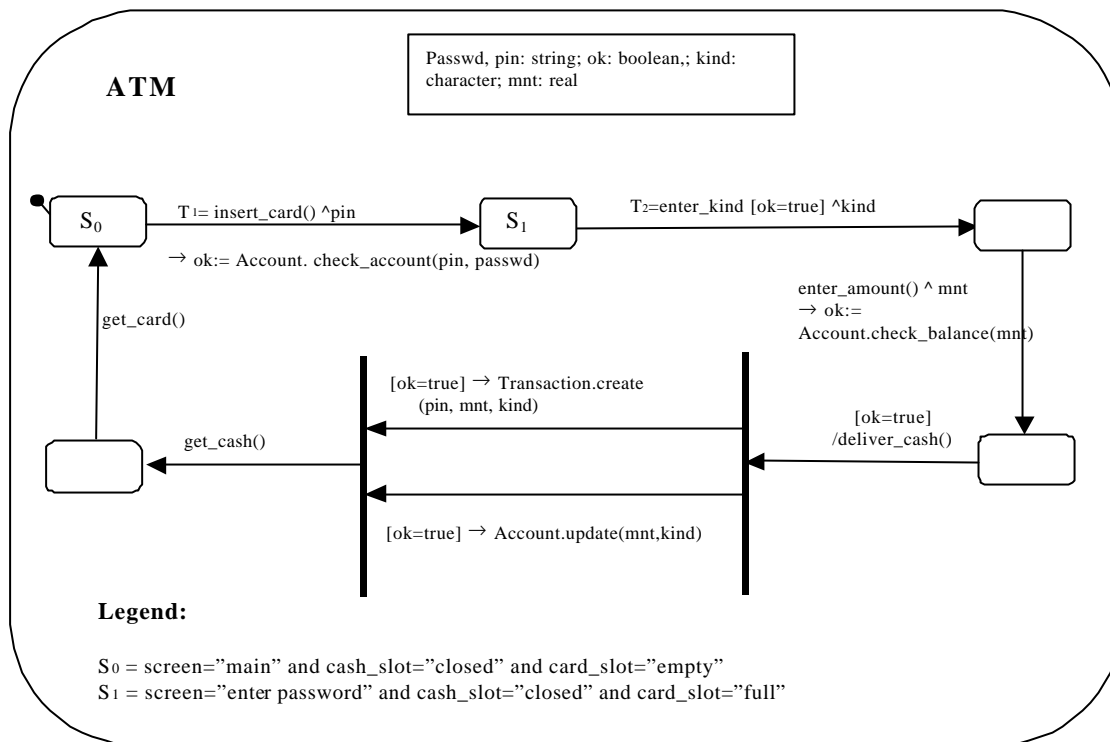 Passwd, pin: string; ok: boolean,; kind:
character; mnt: real
ATM
S0
T1= insert_card() ^pin
→ ok:= Account. check_account(pin, passwd)
S1
T2=enter_kind [ok=true] ^kind
enter_amount() ^ mnt
→ ok:=
Account.check_balance(mnt)
get_card()
[ok=true] → Transaction.create
(pin, mnt, kind)
[ok=true]
/deliver_cash()
get_cash()
[ok=true] → Account.update(mnt,kind)
Legend:
S0 = screen=”main” and cash_slot=”closed” and card_slot=”empty”
S1 = screen=”enter password” and cash_slot=”closed” and card_slot=”full”